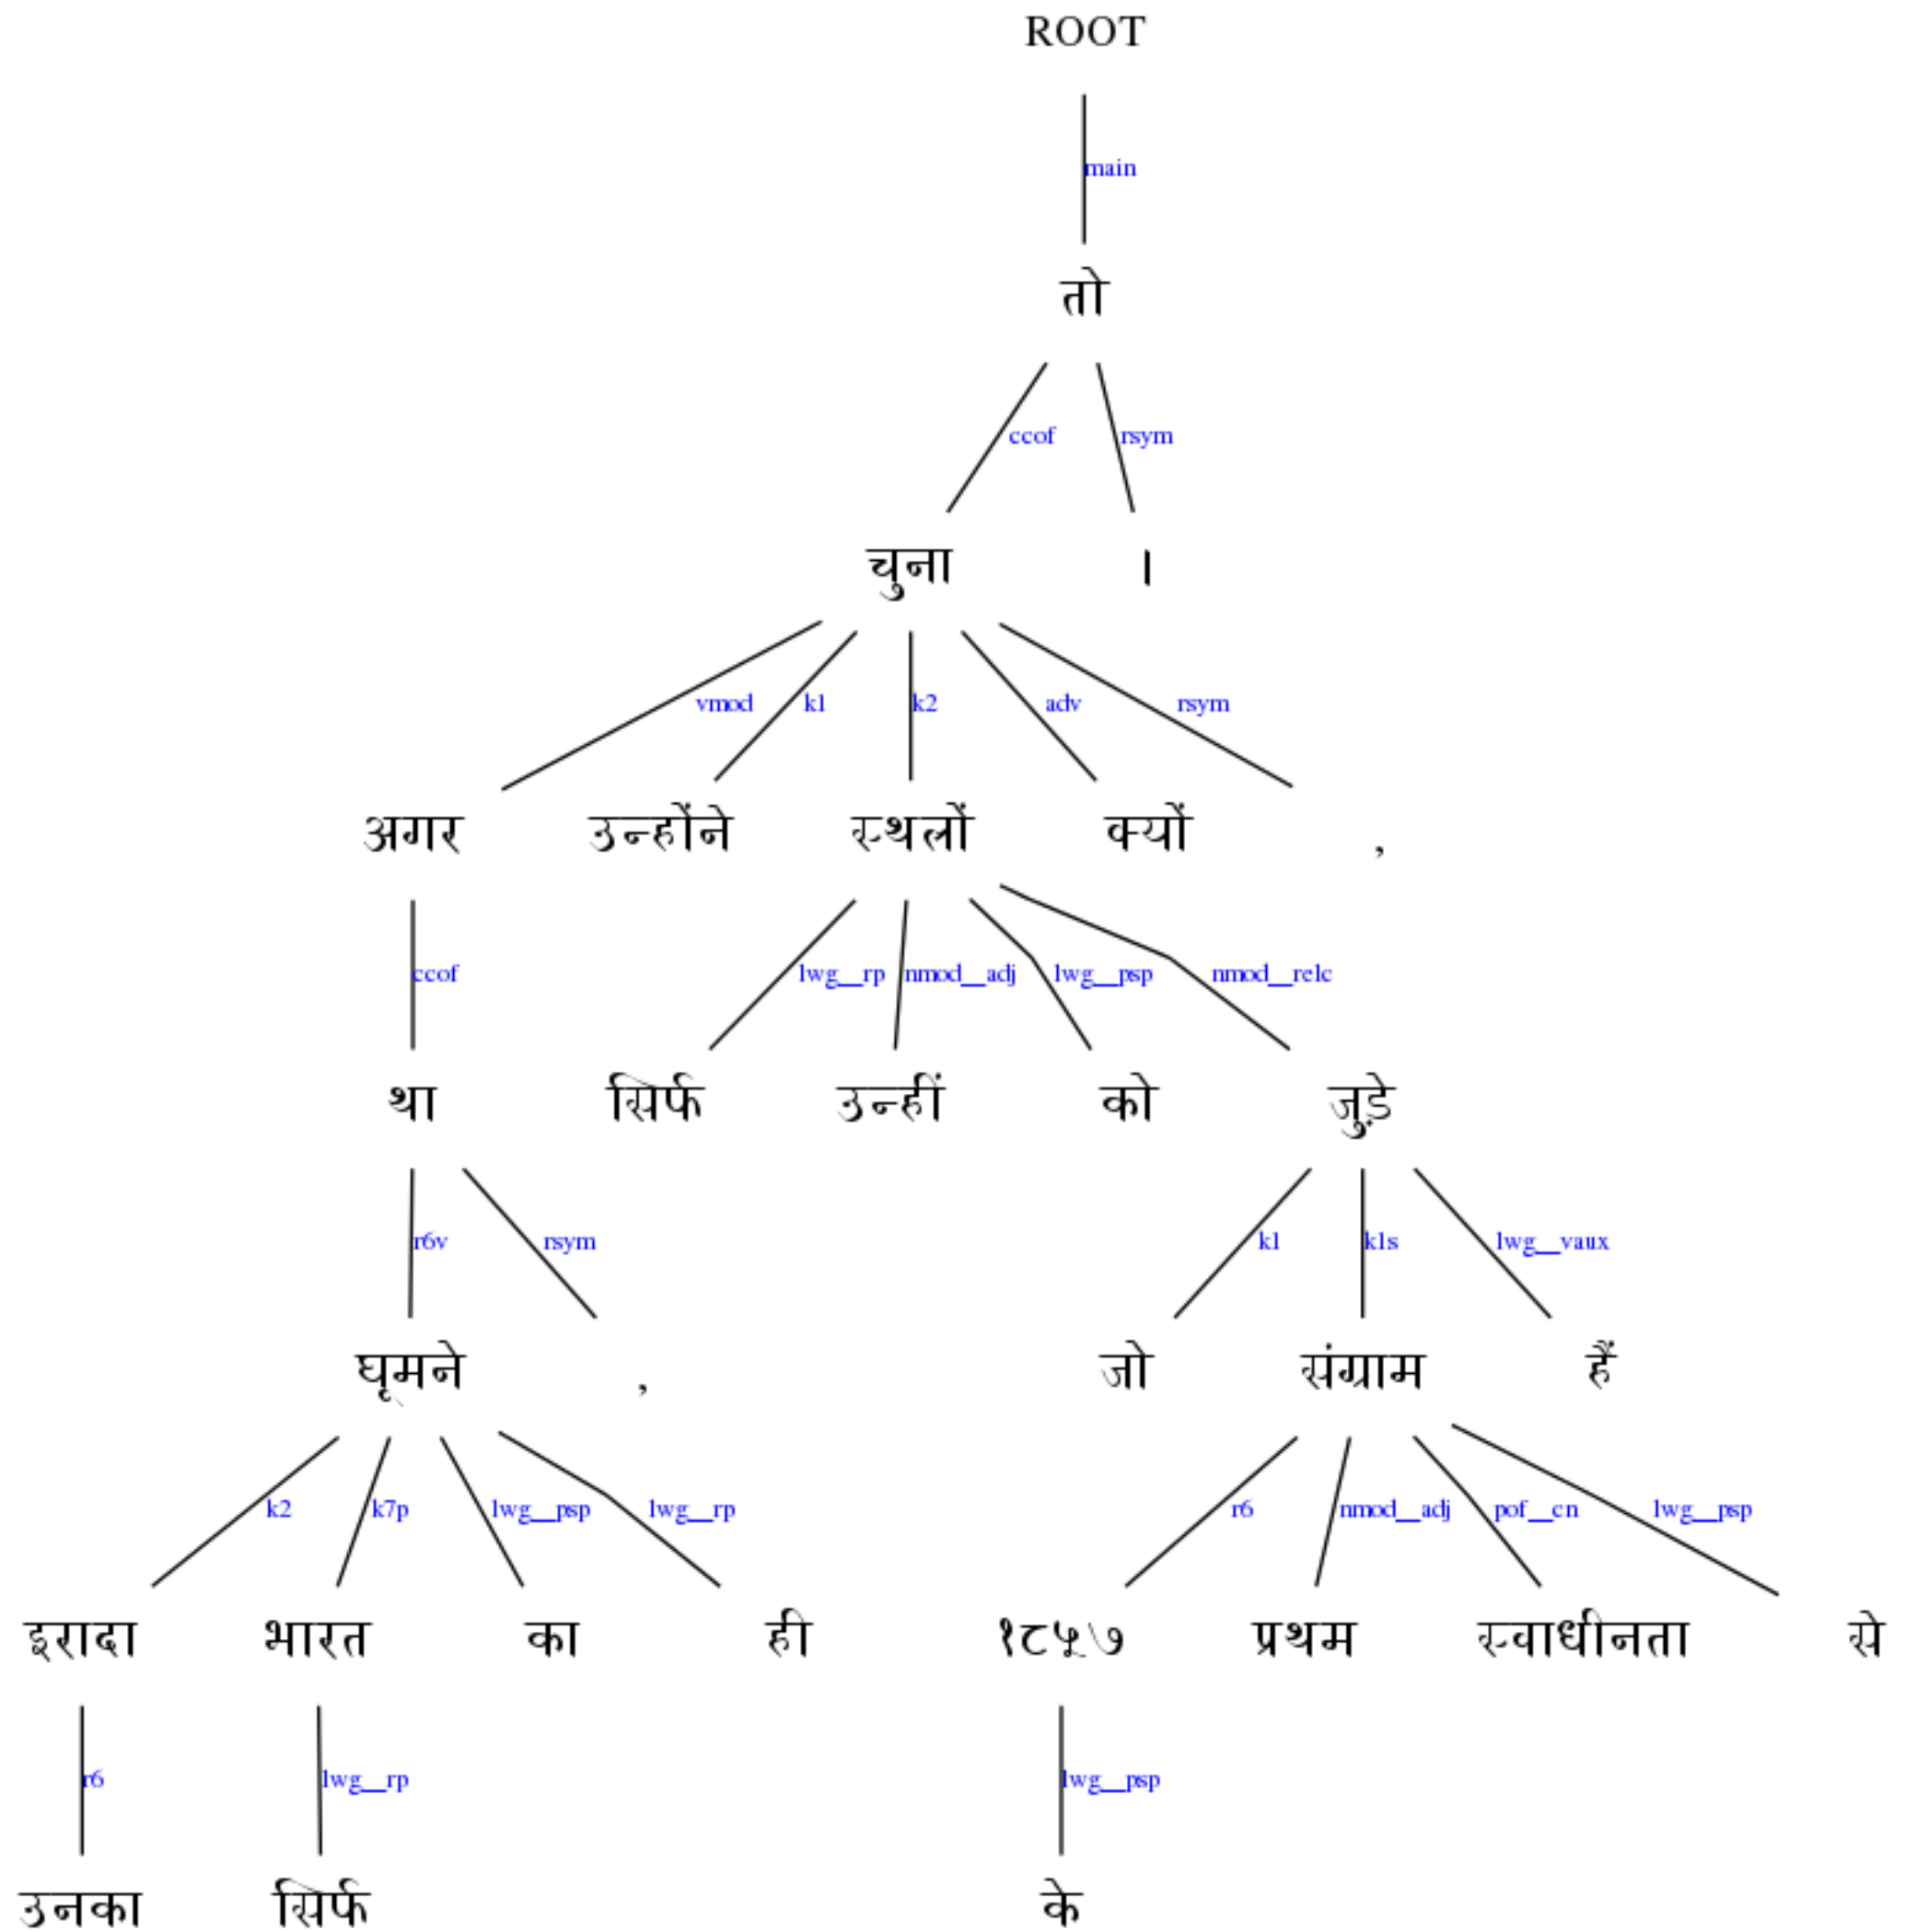 ROOT
main
तो
ccof rsym
चुना ।
vmod k1 k2 adv rsym
अगर उन्होंने स्थलों क्यों ,
ccof lwg__rp nmod__adj lwg__psp nmod__relc
था सिर्फ उन्हीं को जुड़े
r6v rsym k1 k1s lwg__vaux
घूमने , जो संग्राम हैं
k2 k7p lwg__psp lwg__rp r6 nmod__adj pof__cn lwg__psp
इरादा भारत का ही १८५७ प्रथम स्वाधीनता से
r6 lwg__rp lwg__psp
उनका सिर्फ के